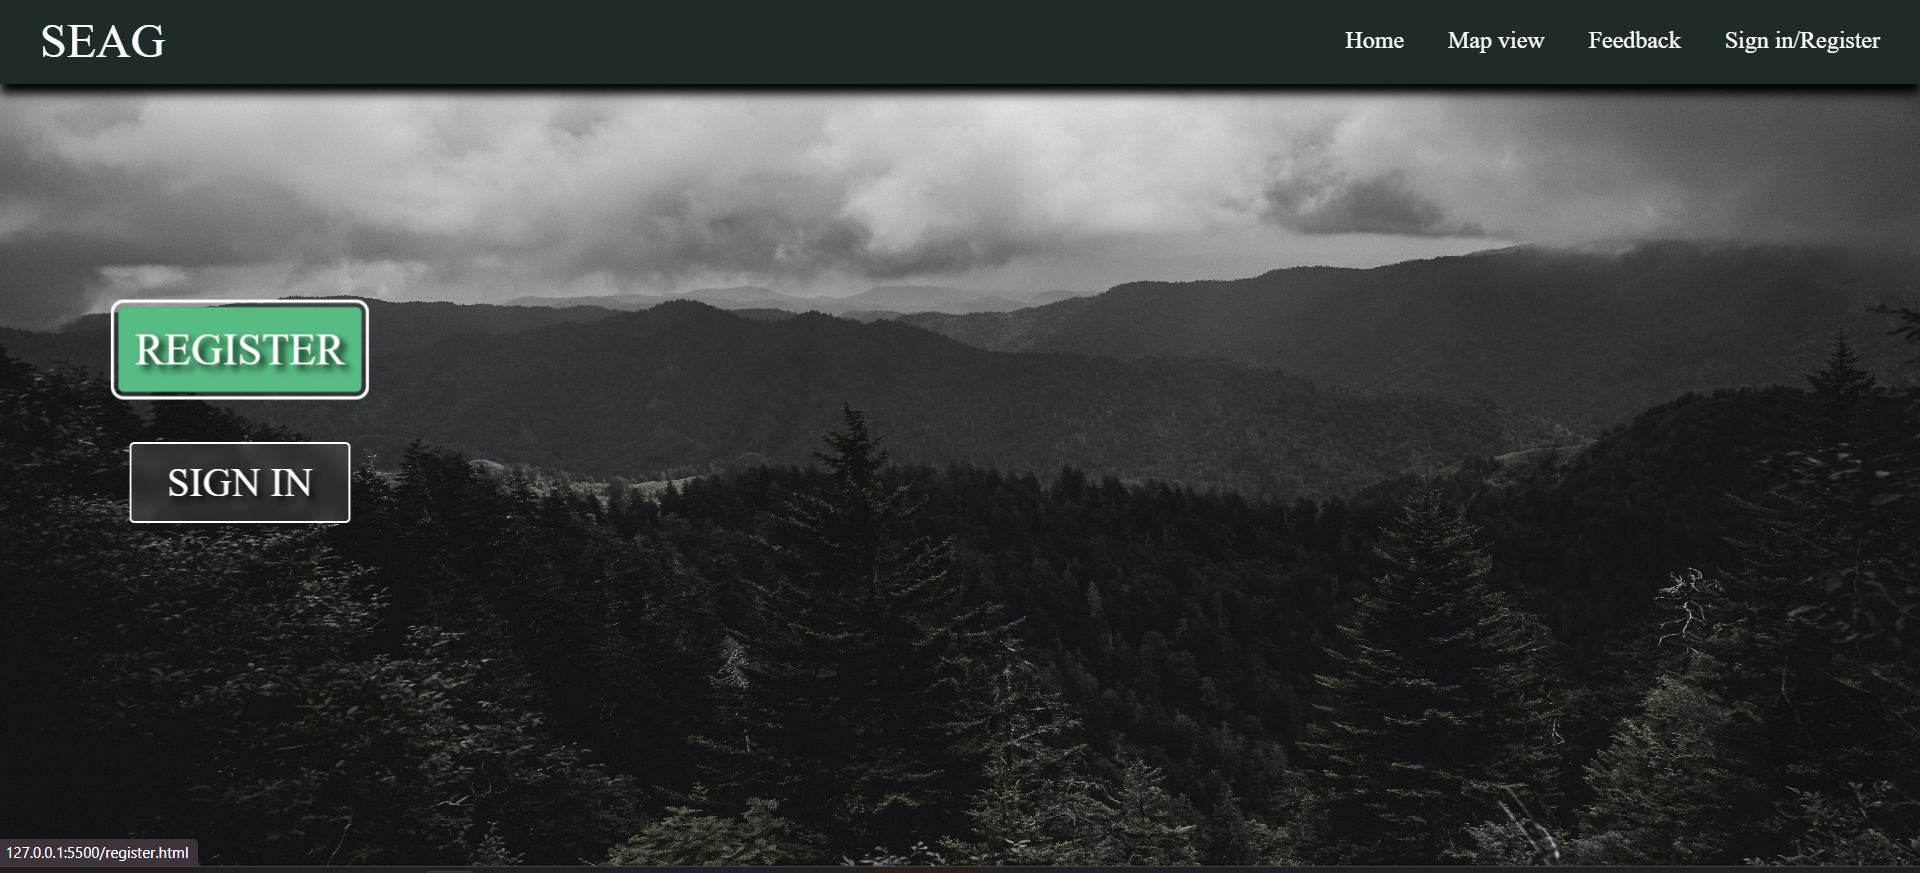 SEAG
Home Map view Feedback Sign in/Register
REGISTER
SIGN IN
127.0.0.1:5500/register.html